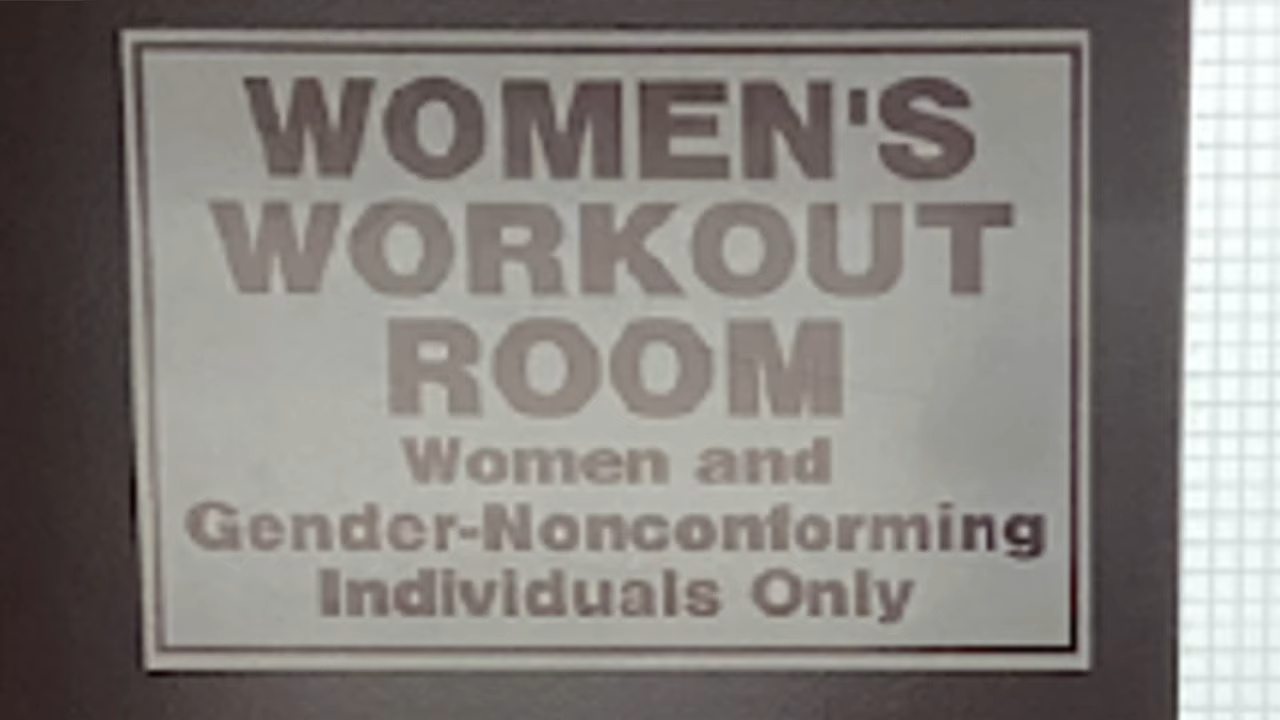 WOMEN'S
WORKOUT
ROOM
Women and
Gender-Nonconforming
Individuals Only